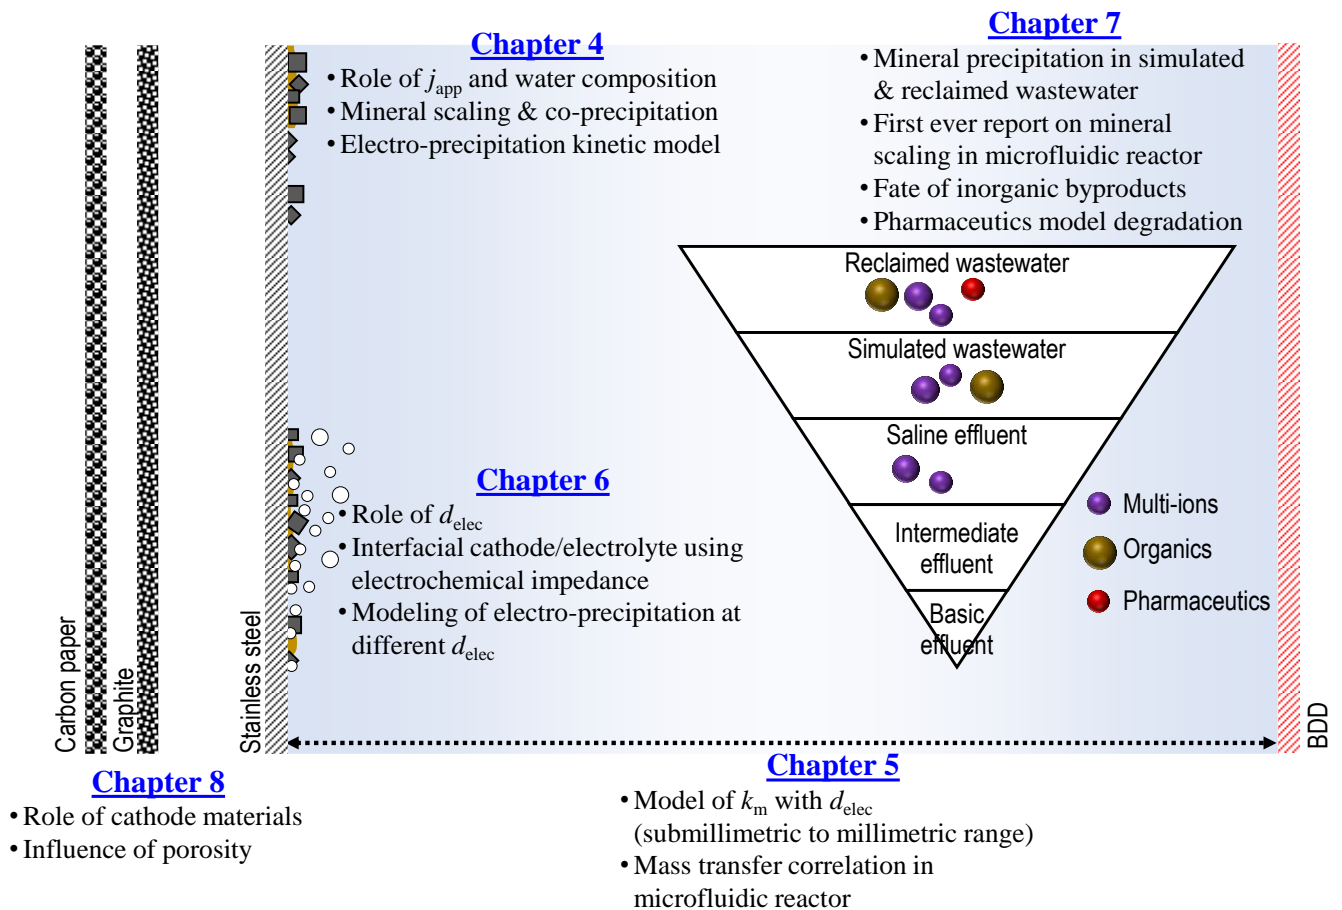 Chapter 4
• Role of japp and water composition
• Mineral scaling & co-precipitation
• Electro-precipitation kinetic model
Chapter 7
• Mineral precipitation in simulated
& reclaimed wastewater
• First ever report on mineral
scaling in microfluidic reactor
• Fate of inorganic byproducts
• Pharmaceutics model degradation
Reclaimed wastewater
Simulated wastewater
Saline effluent
Intermediate
effluent
Basic
effluent
Multi-ions
Organics
Pharmaceutics
Chapter 6
• Role of delec
• Interfacial cathode/electrolyte using
electrochemical impedance
• Modeling of electro-precipitation at
different delec
Carbon paper
Graphite
Stainless steel
BDD
Chapter 8
• Role of cathode materials
• Influence of porosity
Chapter 5
• Model of km with delec
(submillimetric to millimetric range)
• Mass transfer correlation in
microfluidic reactor